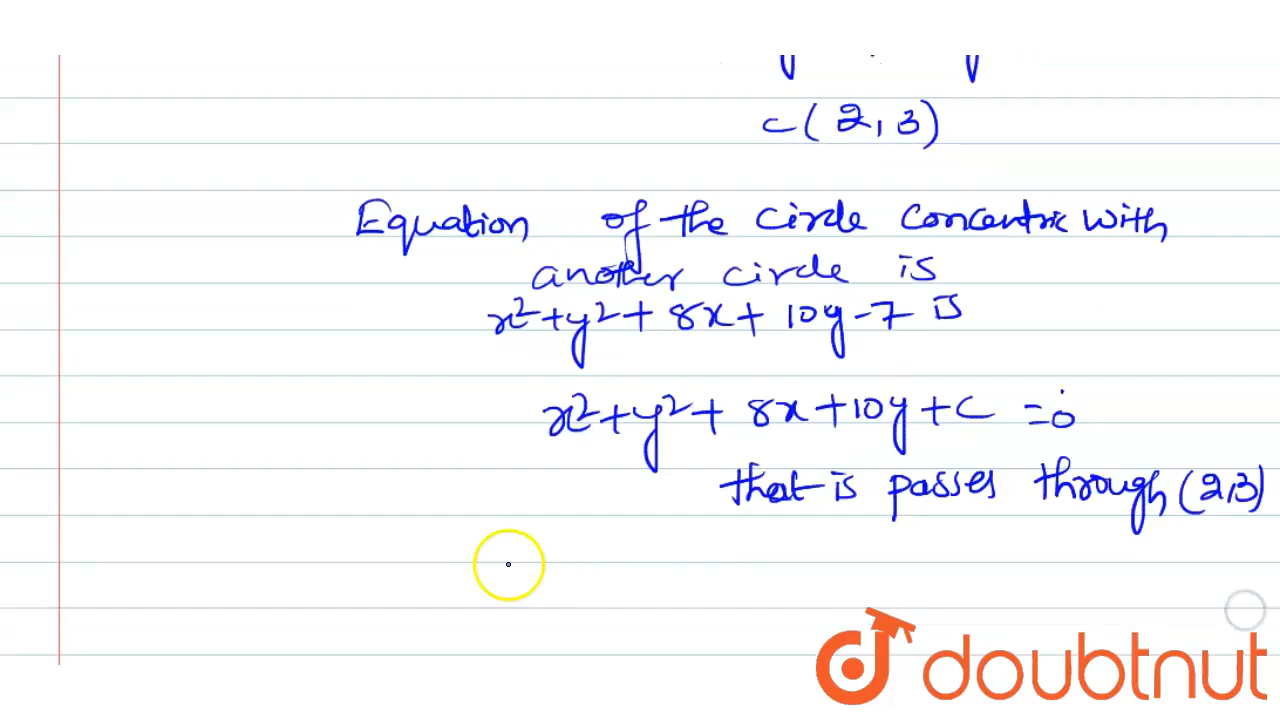 c(2,3)
Equation of the circle concentric with
another circle is
x²+y²+8x+10y-7 is
x²+y²+8x+10y+c =0
that is passes through (2,3)
doubtnut